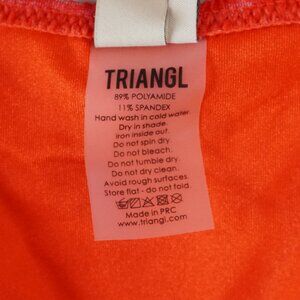 TRIANGL
89% POLYAMIDE
11% SPANDEX
Hand wash in cold water.
Dry in shade
iron inside out.
Do not spin dry.
Do not bleach.
Do not tumble dry.
Do not dry clean.
Avoid rough surfaces.
Store flat - do not fold.
Made in PRC
www.triangl.com